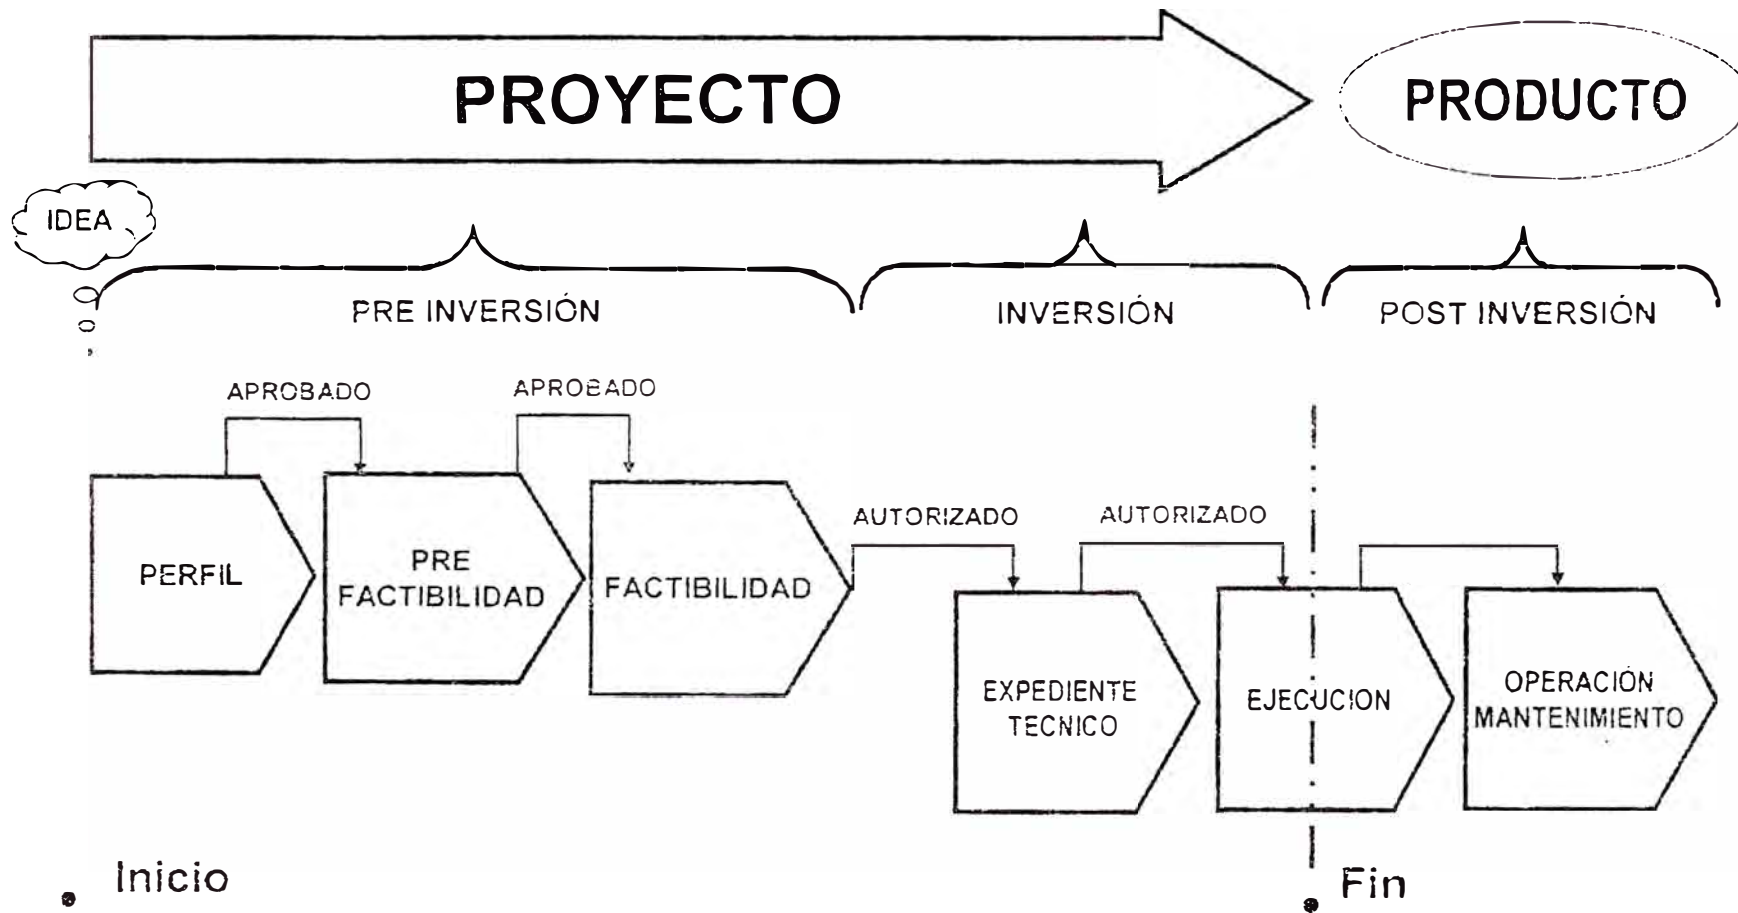 PROYECTO
PRODUCTO
IDEA
PRE INVERSIÓN
INVERSIÓN
POST INVERSIÓN
APROBADO
APROBADO
AUTORIZADO
AUTORIZADO
PERFIL
PRE
FACTIBILIDAD
FACTIBILIDAD
EXPEDIENTE
TECNICO
EJECUCION
OPERACIÓN
MANTENIMIENTO
Inicio
Fin